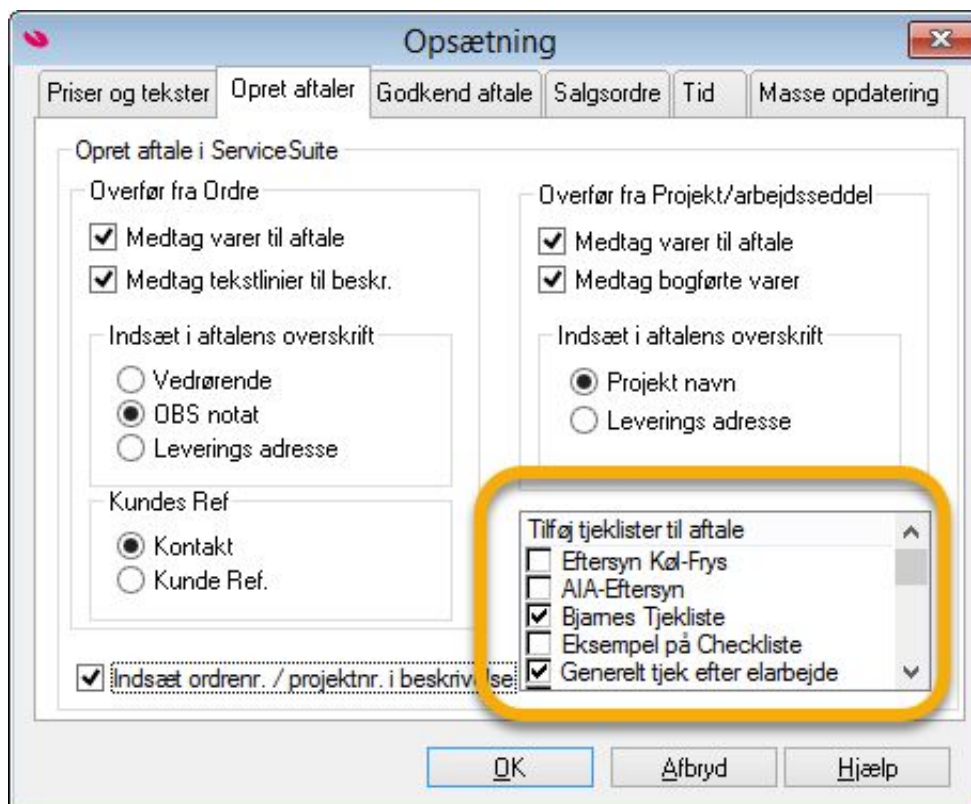 Opsætning
Priser og tekster
Opret aftaler
Godkend aftale
Salgsordre
Tid
Masse opdatering
Opret aftale i ServiceSuite
Overfør fra Ordre
Medtag varer til aftale
Medtag tekstlinier til beskr.
Indsæt i aftalens overskrift
Vedrørende
OBS notat
Leverings adresse
Kundes Ref
Kontakt
Kunde Ref.
Indsæt ordrenr. / projektnr. i beskrivelse
Overfør fra Projekt/arbejdsseddel
Medtag varer til aftale
Medtag bogførte varer
Indsæt i aftalens overskrift
Projekt navn
Leverings adresse
Tilføj tjeklister til aftale
Eftersyn Køl-Frys
AIA-Eftersyn
Bjarnes Tjekliste
Eksempel på Checkliste
Generelt tjek efter elarbejde
OK
Afbryd
Hjælp